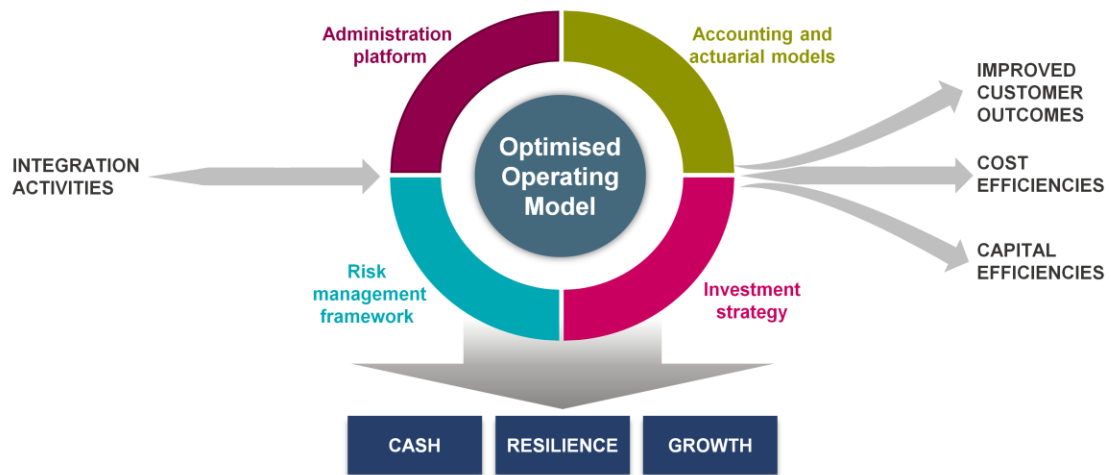 Administration
platform
Accounting and
actuarial models
IMPROVED
CUSTOMER
OUTCOMES
INTEGRATION
ACTIVITIES
Optimised
Operating
Model
COST
EFFICIENCIES
CAPITAL
EFFICIENCIES
Risk
management
framework
Investment
strategy
CASH
RESILIENCE
GROWTH